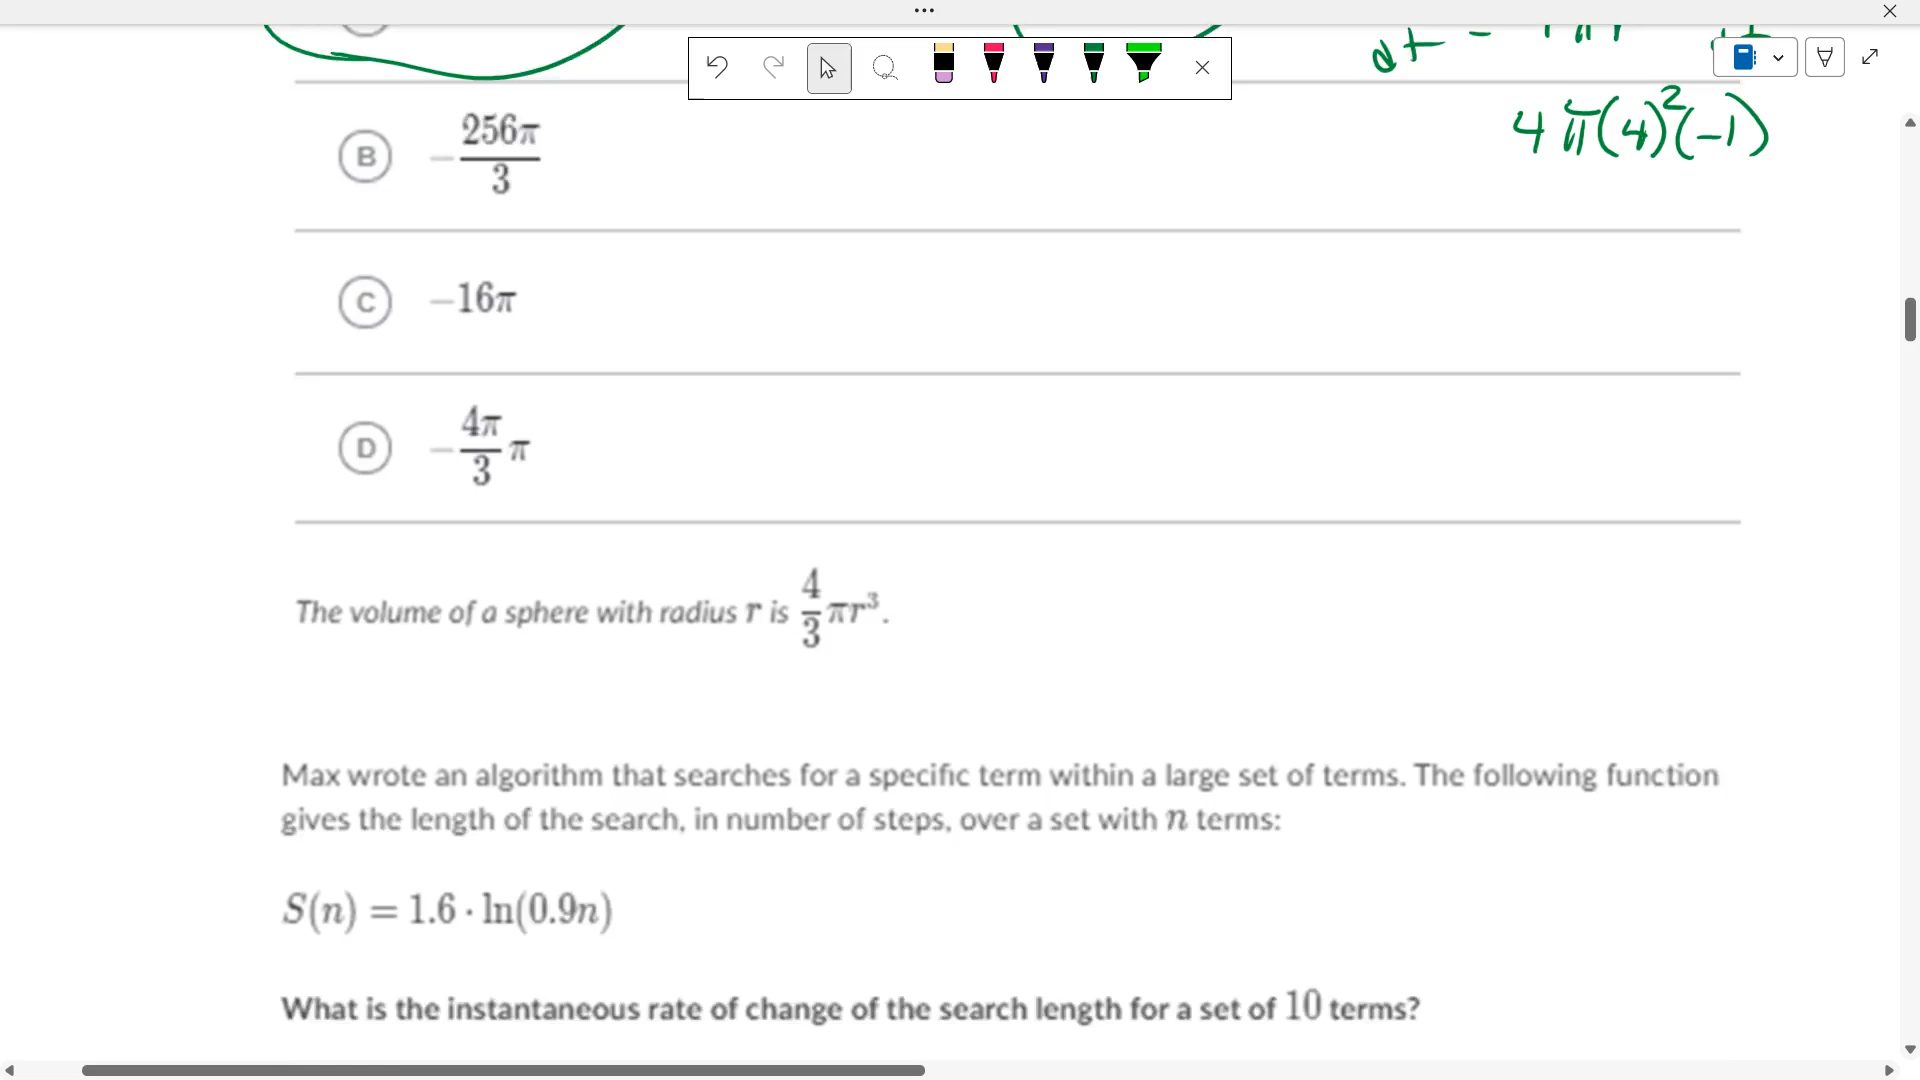 4π(4)²(-1)
B -256π/3
C -16π
D -4π/3 π
The volume of a sphere with radius r is 4/3 πr³.
Max wrote an algorithm that searches for a specific term within a large set of terms. The following function
gives the length of the search, in number of steps, over a set with n terms:
S(n) = 1.6 · ln(0.9n)
What is the instantaneous rate of change of the search length for a set of 10 terms?